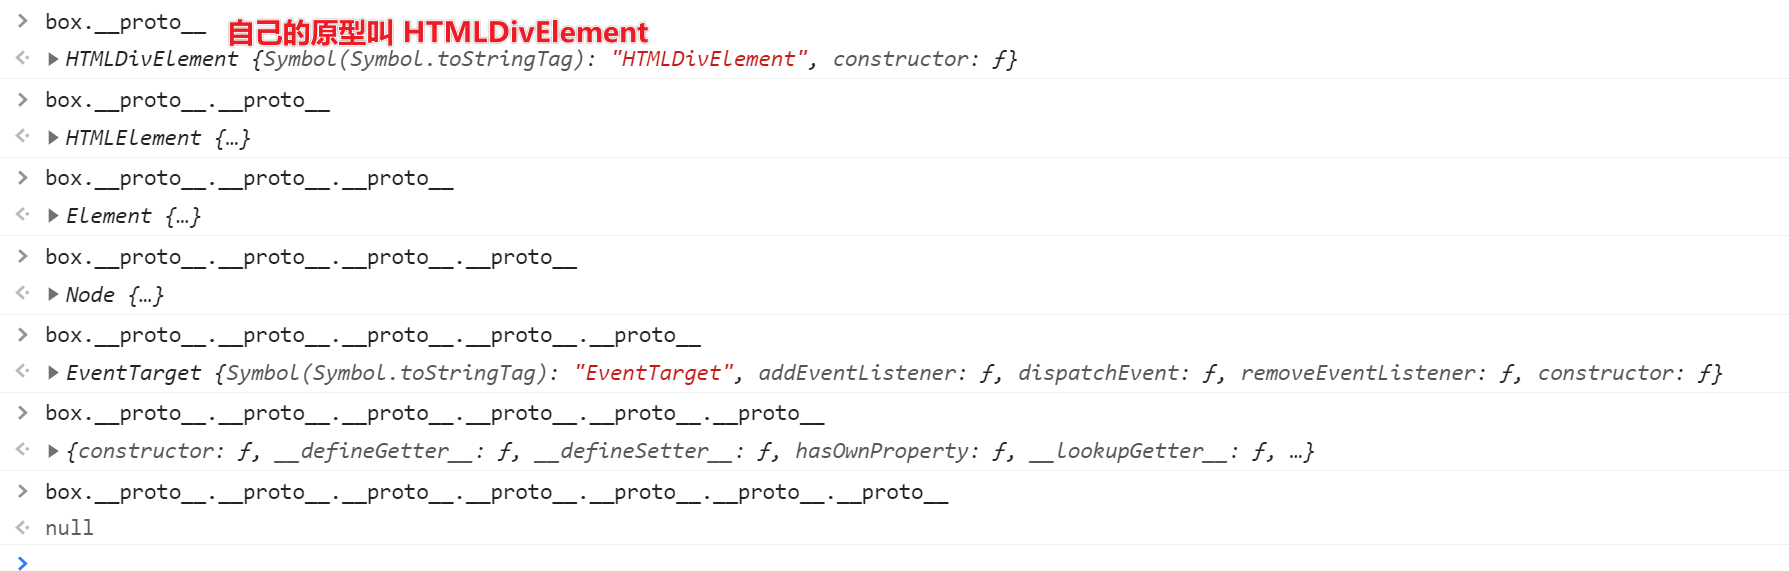 box.__proto__ 自己的原型叫 HTMLDivElement
HTMLDivElement {Symbol(Symbol.toStringTag): "HTMLDivElement", constructor: ƒ}
box.__proto__.__proto__
HTMLElement {…}
box.__proto__.__proto__.__proto__
Element {…}
box.__proto__.__proto__.__proto__.__proto__
Node {…}
box.__proto__.__proto__.__proto__.__proto__.__proto__
EventTarget {Symbol(Symbol.toStringTag): "EventTarget", addEventListener: ƒ, dispatchEvent: ƒ, removeEventListener: ƒ, constructor: ƒ}
box.__proto__.__proto__.__proto__.__proto__.__proto__.__proto__
{constructor: ƒ, __defineGetter__: ƒ, __defineSetter__: ƒ, hasOwnProperty: ƒ, __lookupGetter__: ƒ, …}
box.__proto__.__proto__.__proto__.__proto__.__proto__.__proto__.__proto__
null